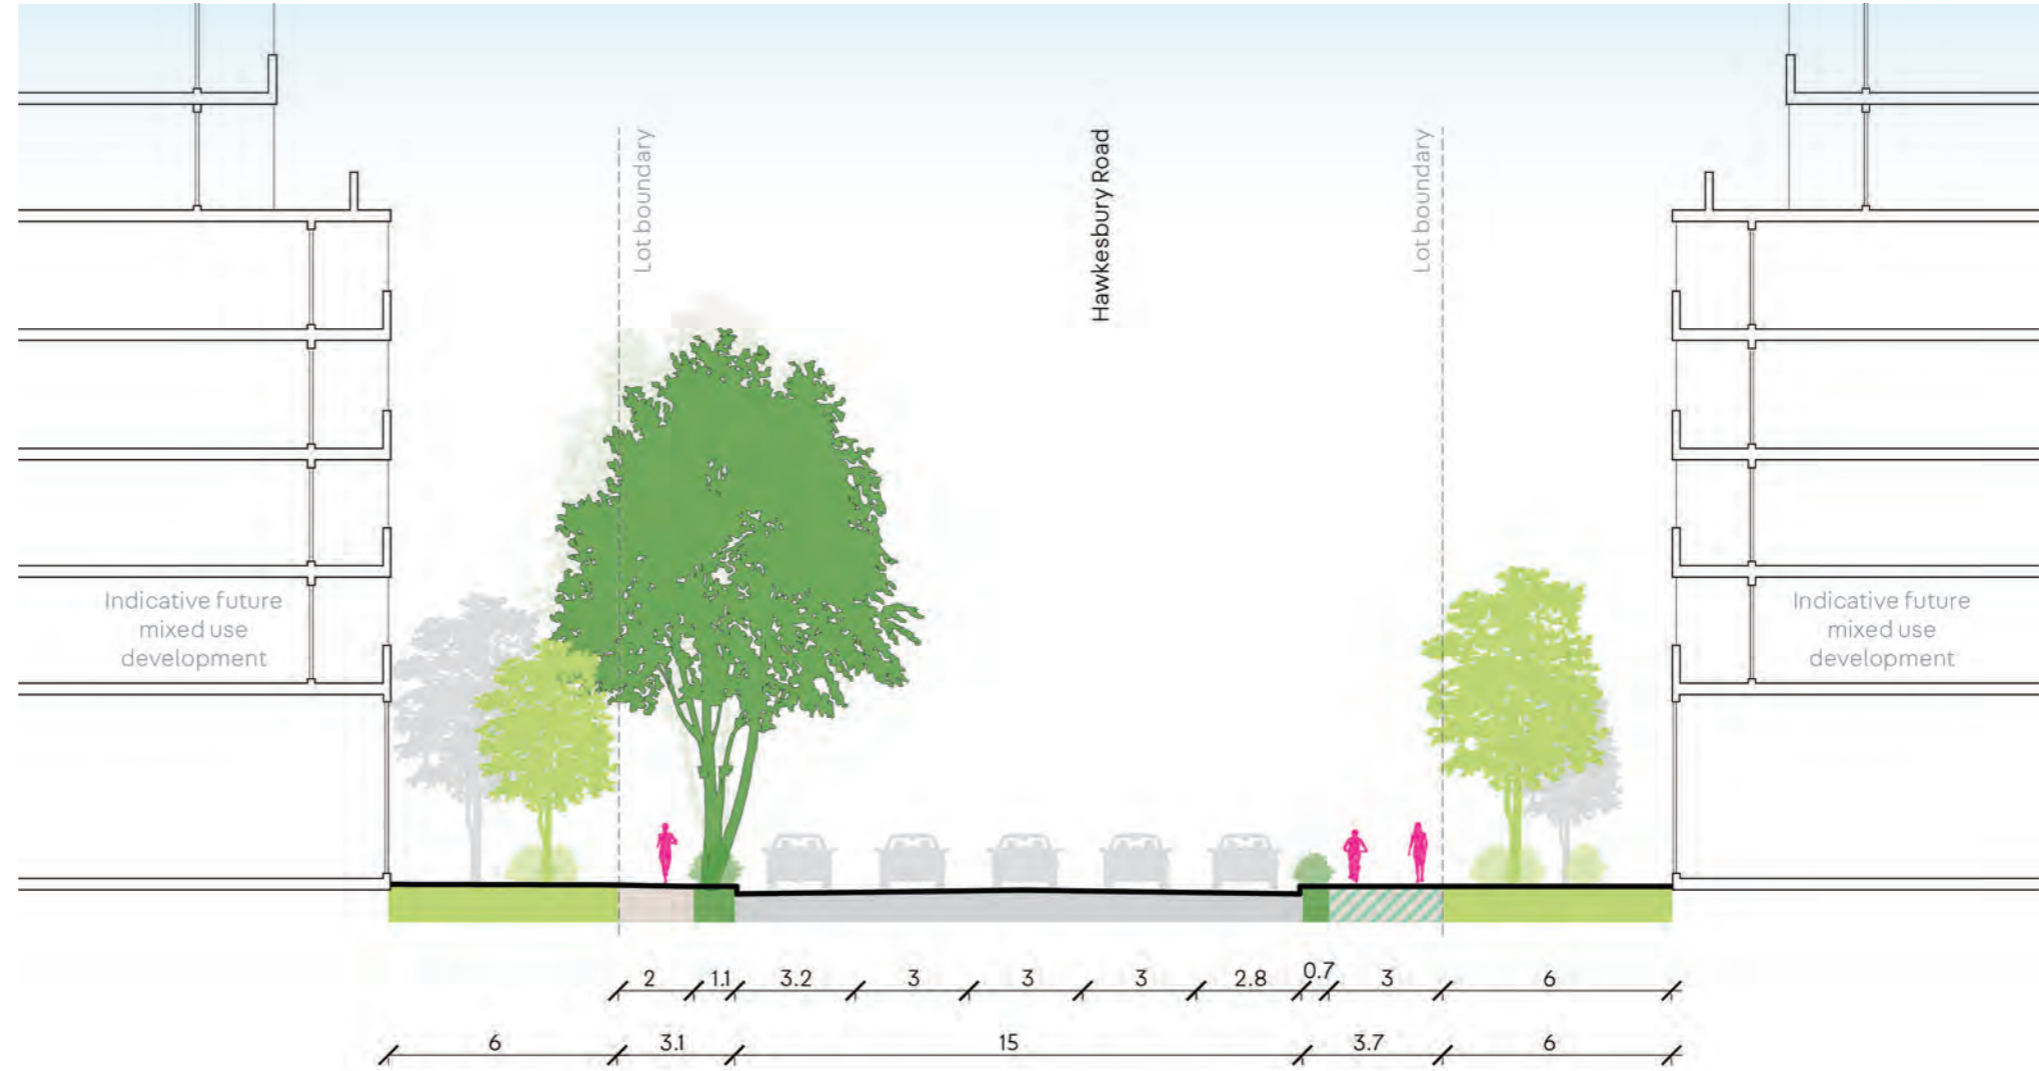 Lot boundary
Hawkesbury Road
Lot boundary
Indicative future
mixed use
development
Indicative future
mixed use
development
2 1.1 3.2 3 3 3 2.8 0.7 3 6
6 3.1 15 3.7 6